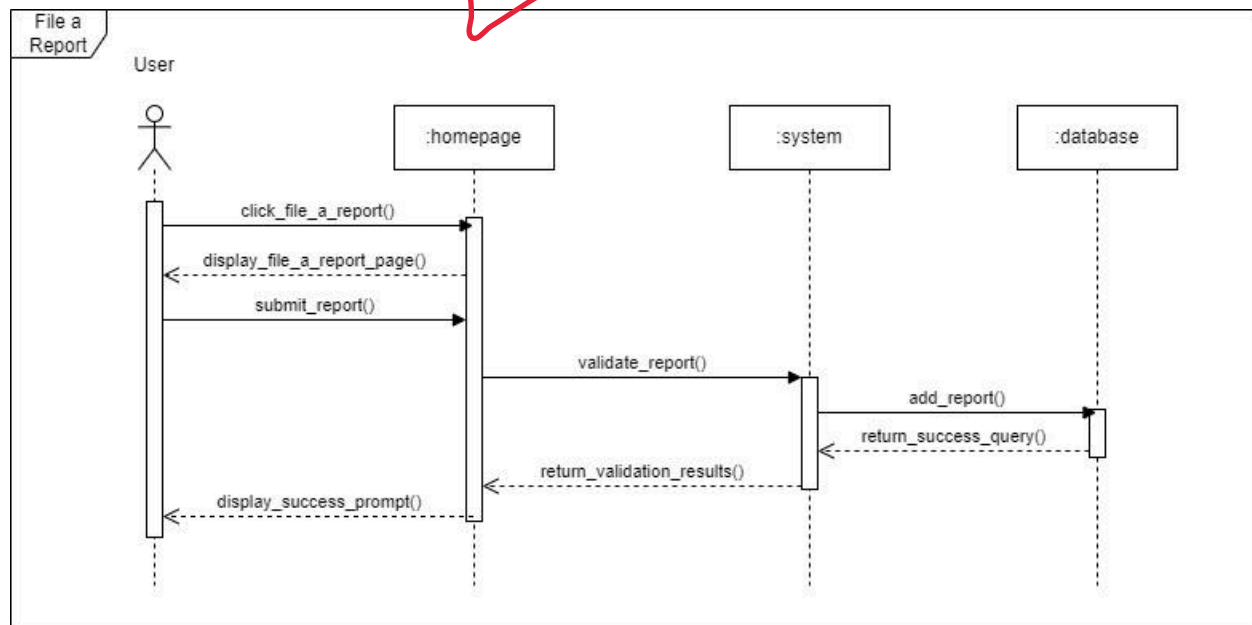 File a
Report
User
:homepage
:system
:database
click_file_a_report()
display_file_a_report_page()
submit_report()
validate_report()
add_report()
return_success_query()
return_validation_results()
display_success_prompt()